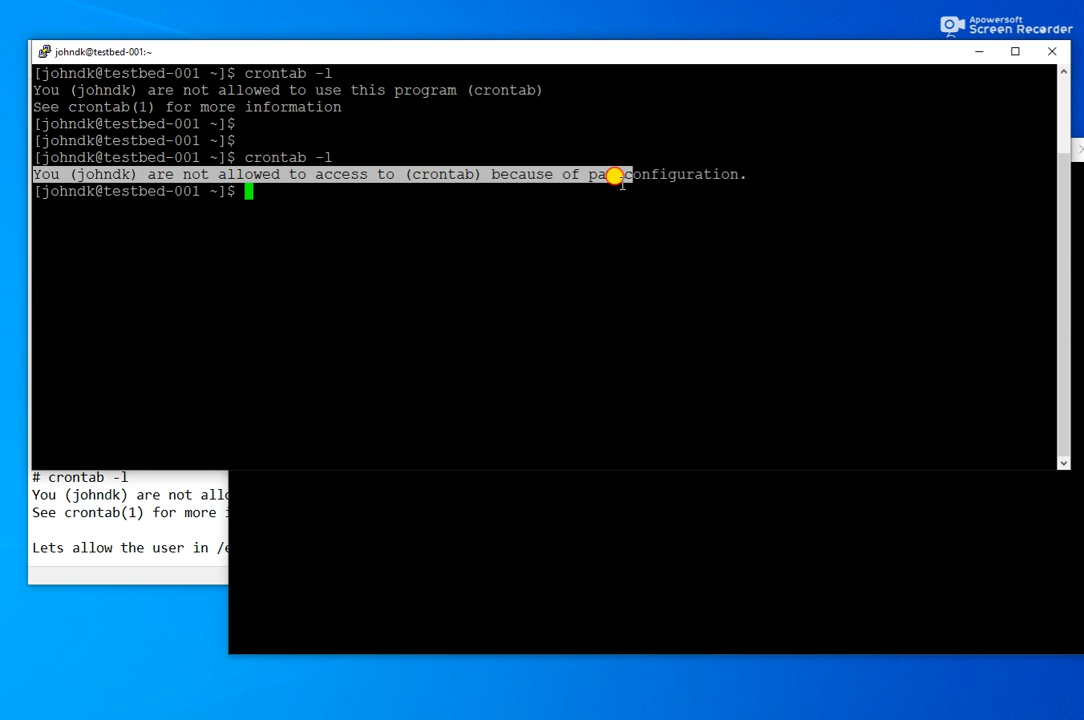 Apowersoft
Screen Recorder
johndk@testbed-001:~
[johndk@testbed-001 ~]$ crontab -l
You (johndk) are not allowed to use this program (crontab)
See crontab(1) for more information
[johndk@testbed-001 ~]$
[johndk@testbed-001 ~]$
[johndk@testbed-001 ~]$ crontab -l
You (johndk) are not allowed to access to (crontab) because of configuration.
[johndk@testbed-001 ~]$
# crontab -l
You (johndk) are not allo
See crontab(1) for more i
Lets allow the user in /e